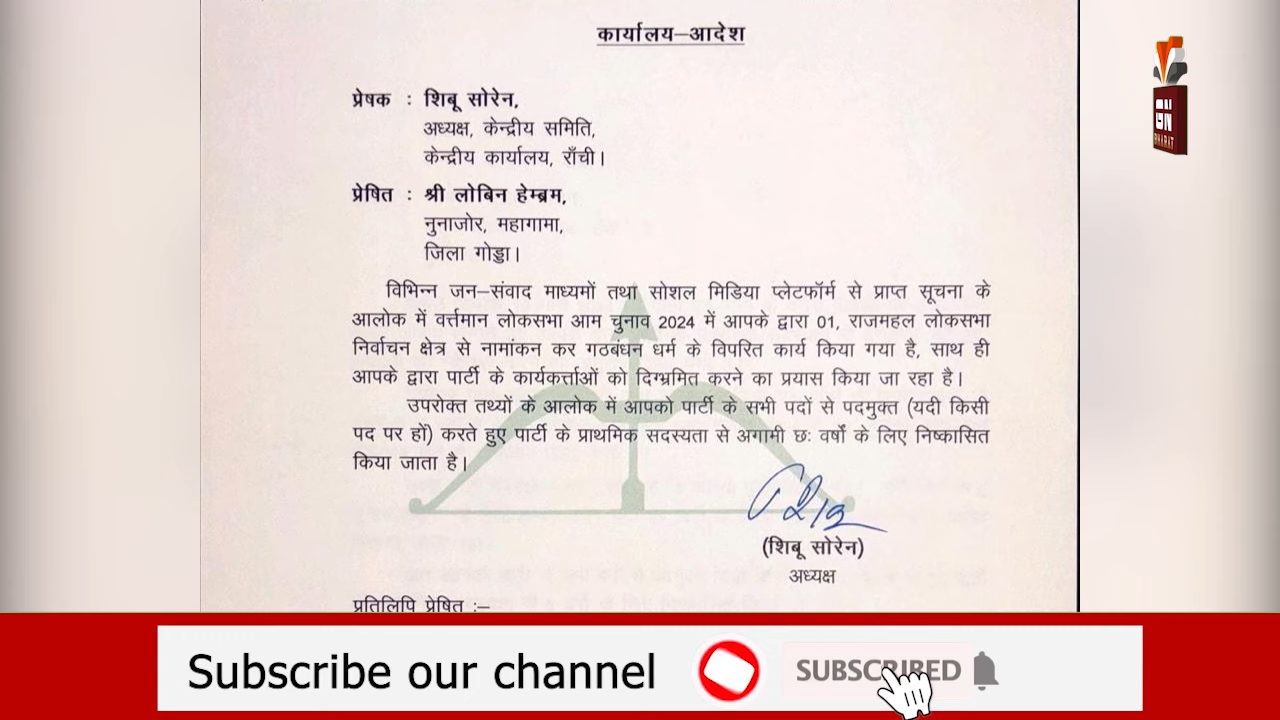 कार्यालय–आदेश
प्रेषक : शिबू सोरेन,
अध्यक्ष, केन्द्रीय समिति,
केन्द्रीय कार्यालय, राँची।
प्रेषित : श्री लोबिन हेम्ब्रम,
नुनाजोर, महागामा,
जिला गोड्डा।
विभिन्न जन–संवाद माध्यमों तथा सोशल मिडिया प्लेटफॉर्म से प्राप्त सूचना के
आलोक में वर्त्तमान लोकसभा आम चुनाव 2024 में आपके द्वारा 01, राजमहल लोकसभा
निर्वाचन क्षेत्र से नामांकन कर गठबंधन धर्म के विपरित कार्य किया गया है, साथ ही
आपके द्वारा पार्टी के कार्यकर्त्ताओं को दिग्भ्रमित करने का प्रयास किया जा रहा है।
उपरोक्त तथ्यों के आलोक में आपको पार्टी के सभी पदों से पदमुक्त (यदी किसी
पद पर हों) करते हुए पार्टी के प्राथमिक सदस्यता से अगामी छः वर्षों के लिए निष्कासित
किया जाता है।
(शिबू सोरेन)
अध्यक्ष
प्रतिलिपि प्रेषित :–
GN
BHARAT
Subscribe our channel
SUBSCRIBED